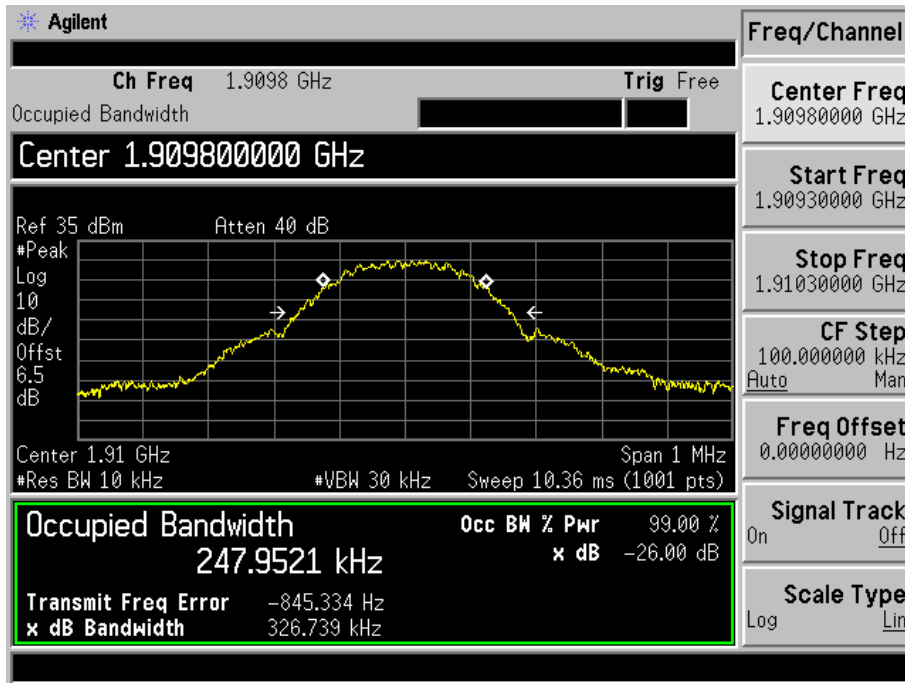 Agilent
Freq/Channel
Ch Freq 1.9098 GHz Trig Free
Occupied Bandwidth
Center 1.909800000 GHz
Ref 35 dBm Atten 40 dB
#Peak
Log
10
dB/
Offst
6.5
dB
Center 1.91 GHz Span 1 MHz
#Res BW 10 kHz #VBW 30 kHz Sweep 10.36 ms (1001 pts)
Occupied Bandwidth
247.9521 kHz
Occ BW % Pwr 99.00 %
x dB -26.00 dB
Transmit Freq Error -845.334 Hz
x dB Bandwidth 326.739 kHz
Center Freq
1.90980000 GHz
Start Freq
1.90930000 GHz
Stop Freq
1.91030000 GHz
CF Step
100.000000 kHz
Auto Man
Freq Offset
0.00000000 Hz
Signal Track
On Off
Scale Type
Log Lin